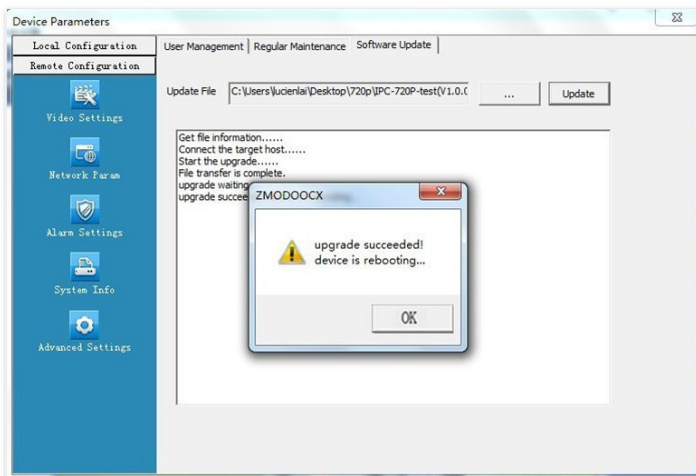 Device Parameters
Local Configuration
Remote Configuration
Video Settings
Network Param
Alarm Settings
System Info
Advanced Settings
User Management
Regular Maintenance
Software Update
Update File
C:\Users\lucienlai\Desktop\720p\IPC-720P-test(V1.0.(
...
Update
Get file information......
Connect the target host......
Start the upgrade......
File transfer is complete.
upgrade waiting
upgrade succee
ZMODOOCX
upgrade succeeded!
device is rebooting...
OK